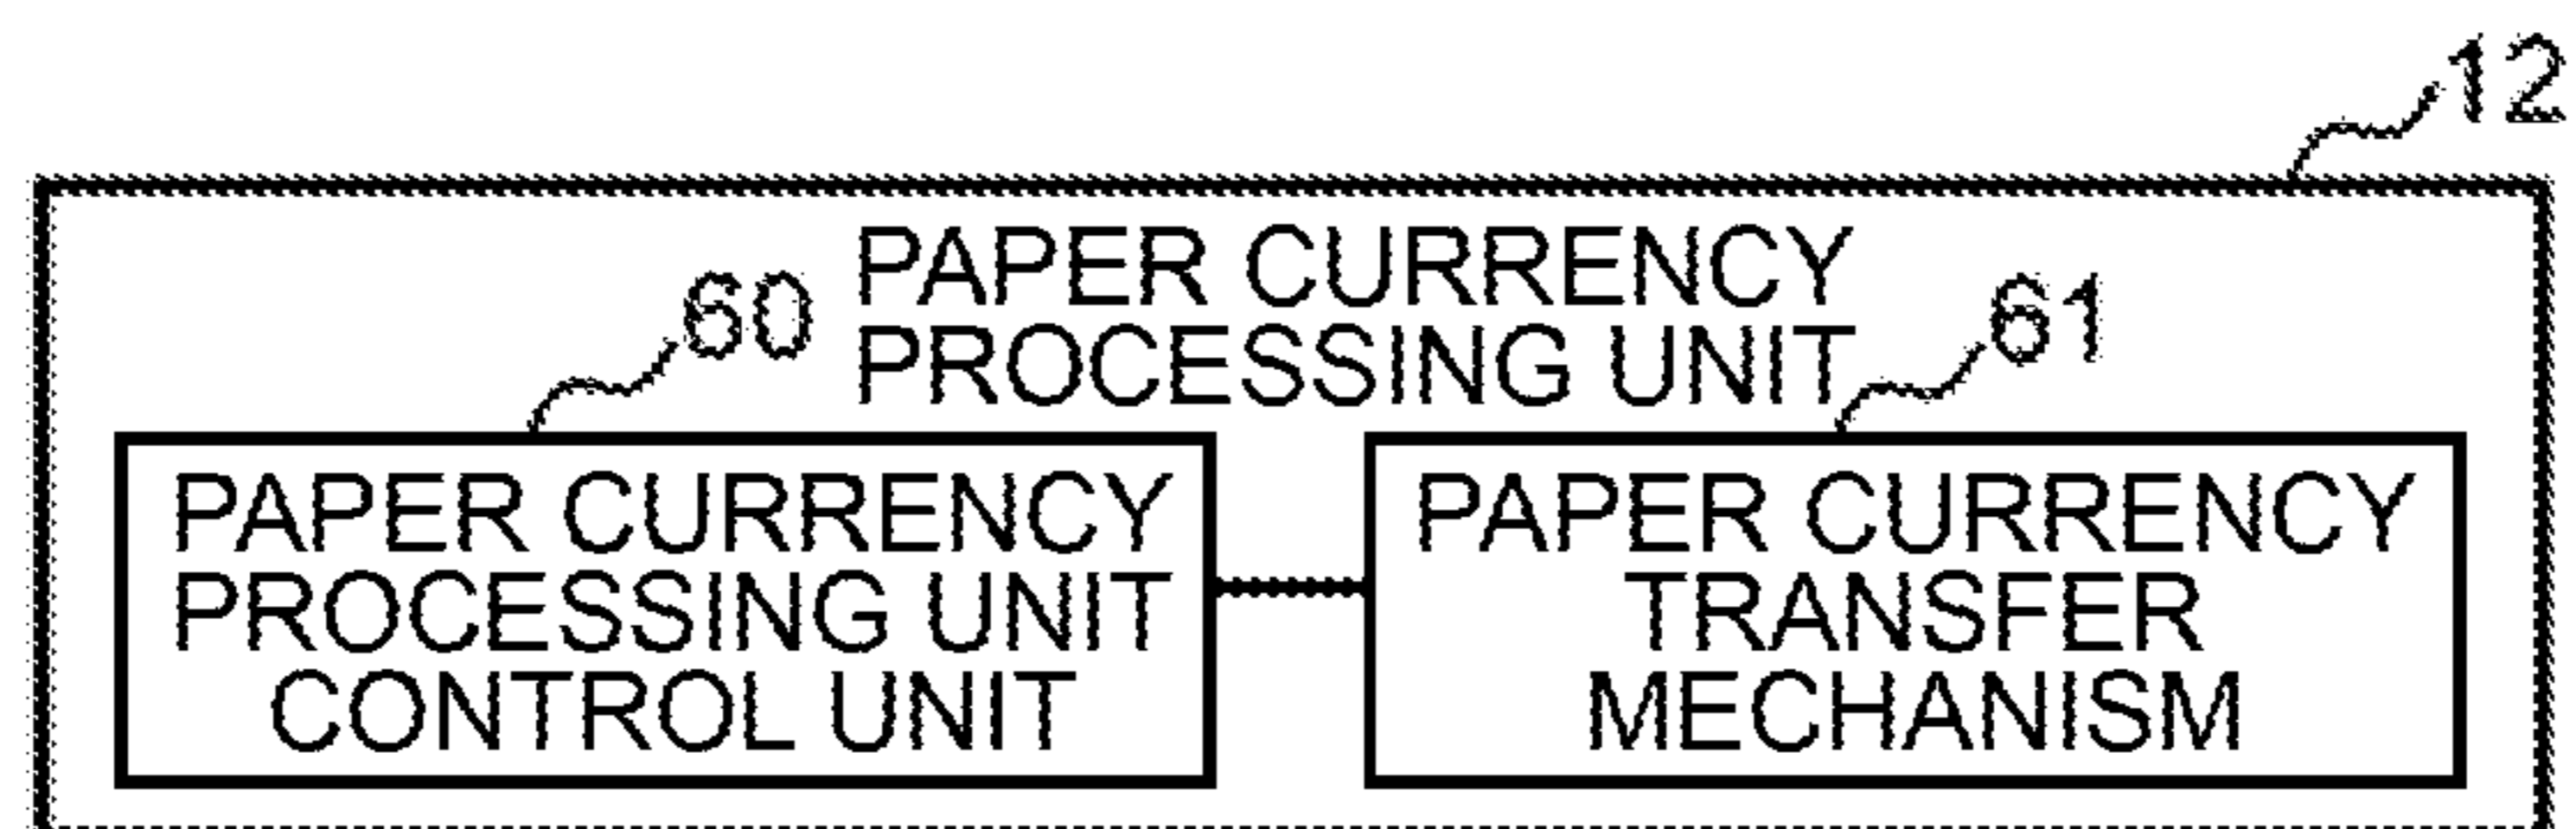 12
PAPER CURRENCY
PROCESSING UNIT
60
61
PAPER CURRENCY
PROCESSING UNIT
CONTROL UNIT
PAPER CURRENCY
TRANSFER
MECHANISM